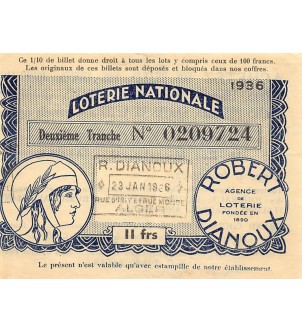 Ce 1/10 de billet donne droit à tous les lots y compris ceux de 100 francs.
Les originaux de ces billets sont déposés et bloqués dans nos coffres.
1936
LOTERIE NATIONALE
Deuxième Tranche Nº 0209724
R. DIANOUX
23 JAN 1936
ALGER
ROBERT
AGENCE
DE
LOTERIE
FONDÉE EN
1890
DIANOUX
11 frs
Le présent n'est valable qu'avec estampille de notre établissement.